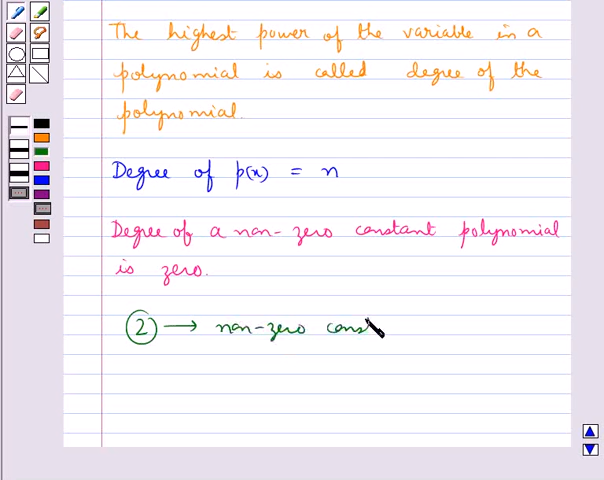 The highest power of the variable in a
polynomial is called degree of the
polynomial.
Degree of p(x) = n
Degree of a non-zero constant polynomial
is zero.
2 → non-zero cons